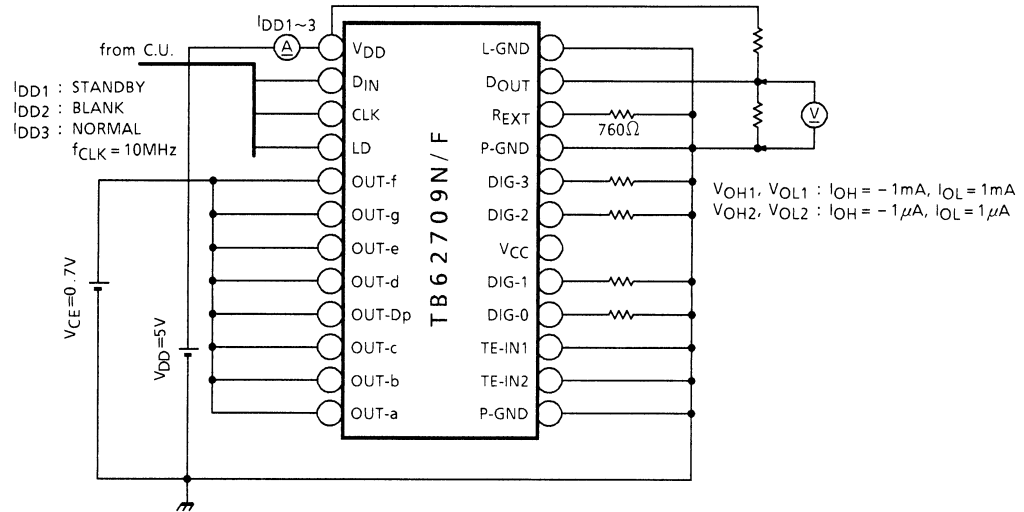 IDD1~3
A
from C.U.
IDD1 : STANDBY
IDD2 : BLANK
IDD3 : NORMAL
fCLK = 10MHz
VCE=0.7V
VDD=5V
VDD
DIN
CLK
LD
OUT-f
OUT-g
OUT-e
OUT-d
OUT-Dp
OUT-c
OUT-b
OUT-a
TB62709N/F
L-GND
DOUT
REXT
P-GND
DIG-3
DIG-2
VCC
DIG-1
DIG-0
TE-IN1
TE-IN2
P-GND
760Ω
V
VOH1, VOL1 : IOH = −1mA, IOL = 1mA
VOH2, VOL2 : IOH = −1μA, IOL = 1μA